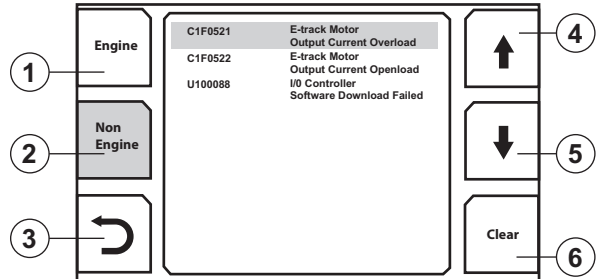 Engine
1
Non
Engine
2
3
C1F0521 E-track Motor
Output Current Overload
C1F0522 E-track Motor
Output Current Openload
U100088 I/0 Controller
Software Download Failed
4
5
Clear
6